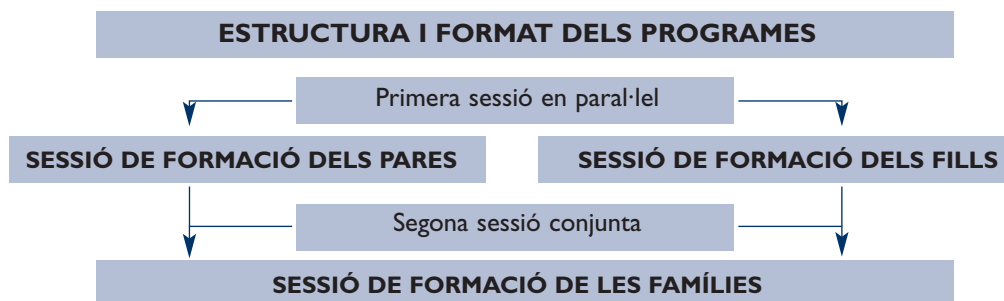 ESTRUCTURA I FORMAT DELS PROGRAMES
Primera sessió en paral·lel
SESSIÓ DE FORMACIÓ DELS PARES
SESSIÓ DE FORMACIÓ DELS FILLS
Segona sessió conjunta
SESSIÓ DE FORMACIÓ DE LES FAMÍLIES